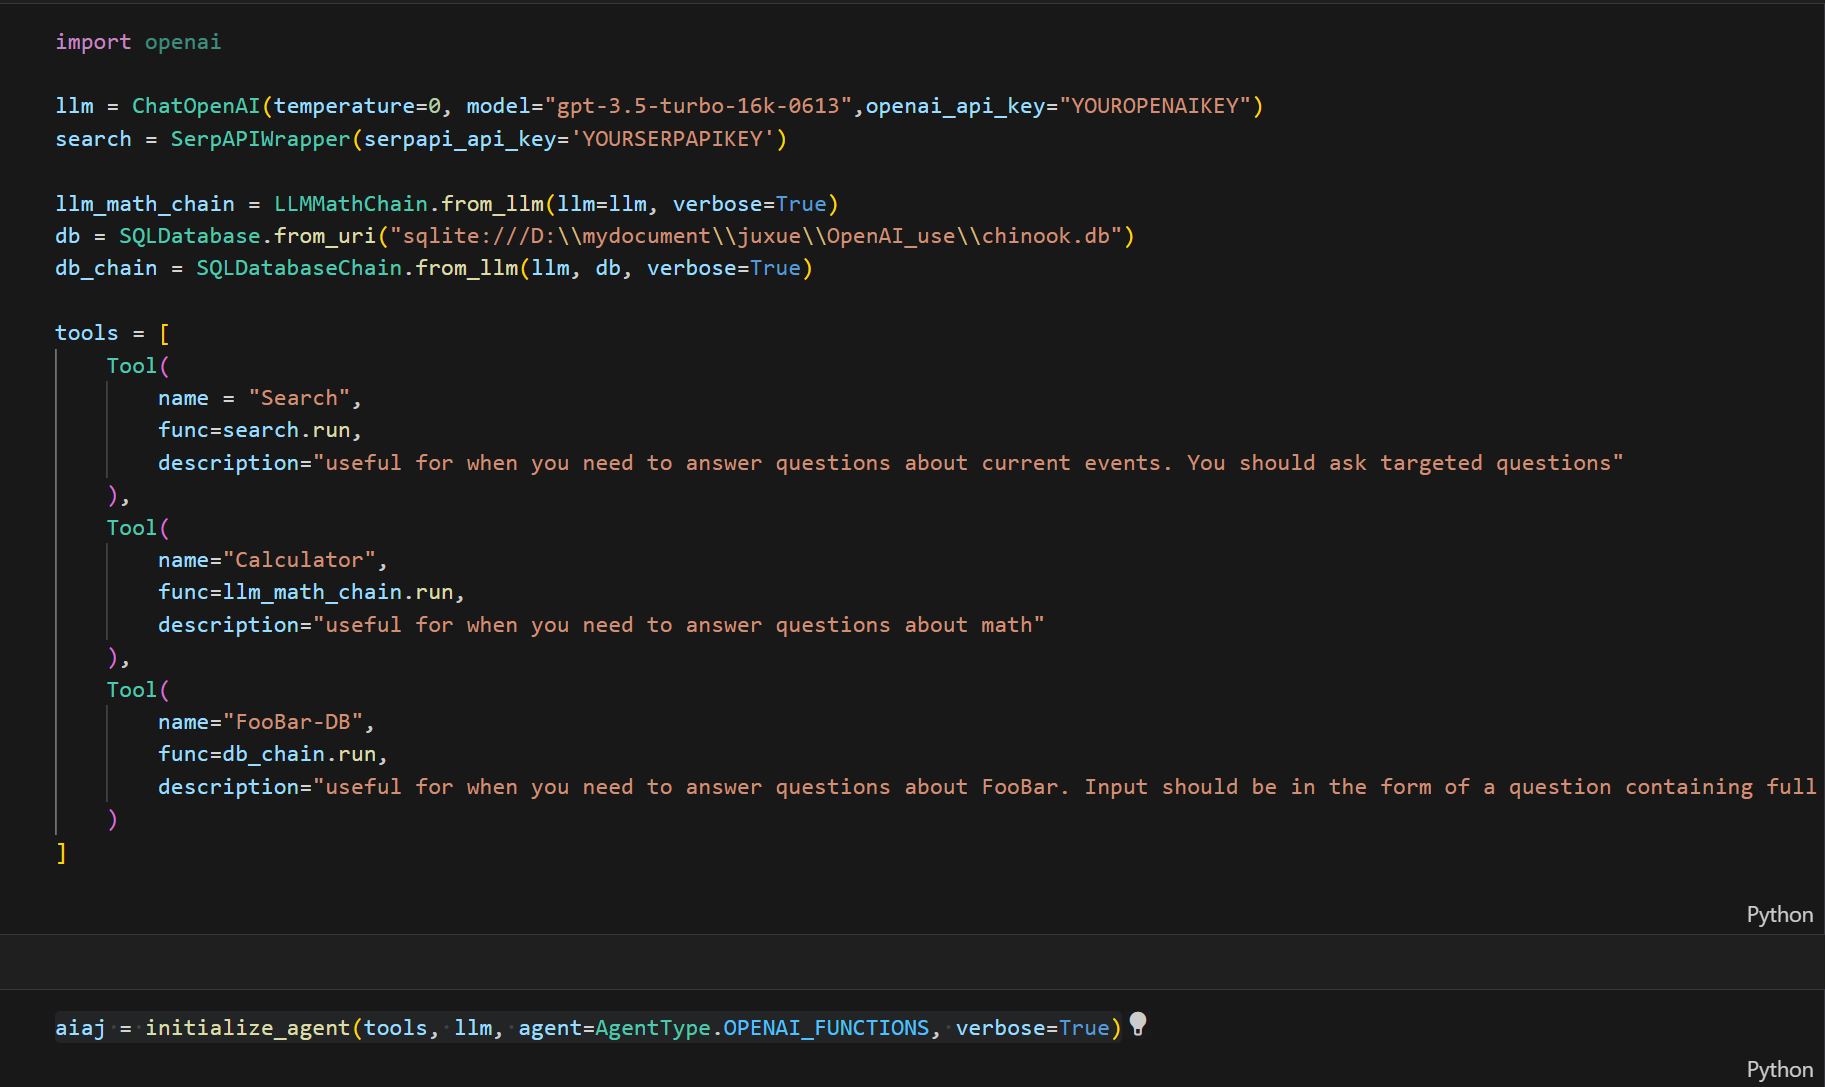 import openai
llm = ChatOpenAI(temperature=0, model="gpt-3.5-turbo-16k-0613",openai_api_key="YOUROPENAIKEY")
search = SerpAPIWrapper(serpapi_api_key='YOURSERPAPIKEY')
llm_math_chain = LLMMathChain.from_llm(llm=llm, verbose=True)
db = SQLDatabase.from_uri("sqlite:///D:\\mydocument\\juxue\\OpenAI_use\\chinook.db")
db_chain = SQLDatabaseChain.from_llm(llm, db, verbose=True)
tools = [
    Tool(
        name = "Search",
        func=search.run,
        description="useful for when you need to answer questions about current events. You should ask targeted questions"
    ),
    Tool(
        name="Calculator",
        func=llm_math_chain.run,
        description="useful for when you need to answer questions about math"
    ),
    Tool(
        name="FooBar-DB",
        func=db_chain.run,
        description="useful for when you need to answer questions about FooBar. Input should be in the form of a question containing full
    )
]
Python
aiaj = initialize_agent(tools, llm, agent=AgentType.OPENAI_FUNCTIONS, verbose=True)
Python